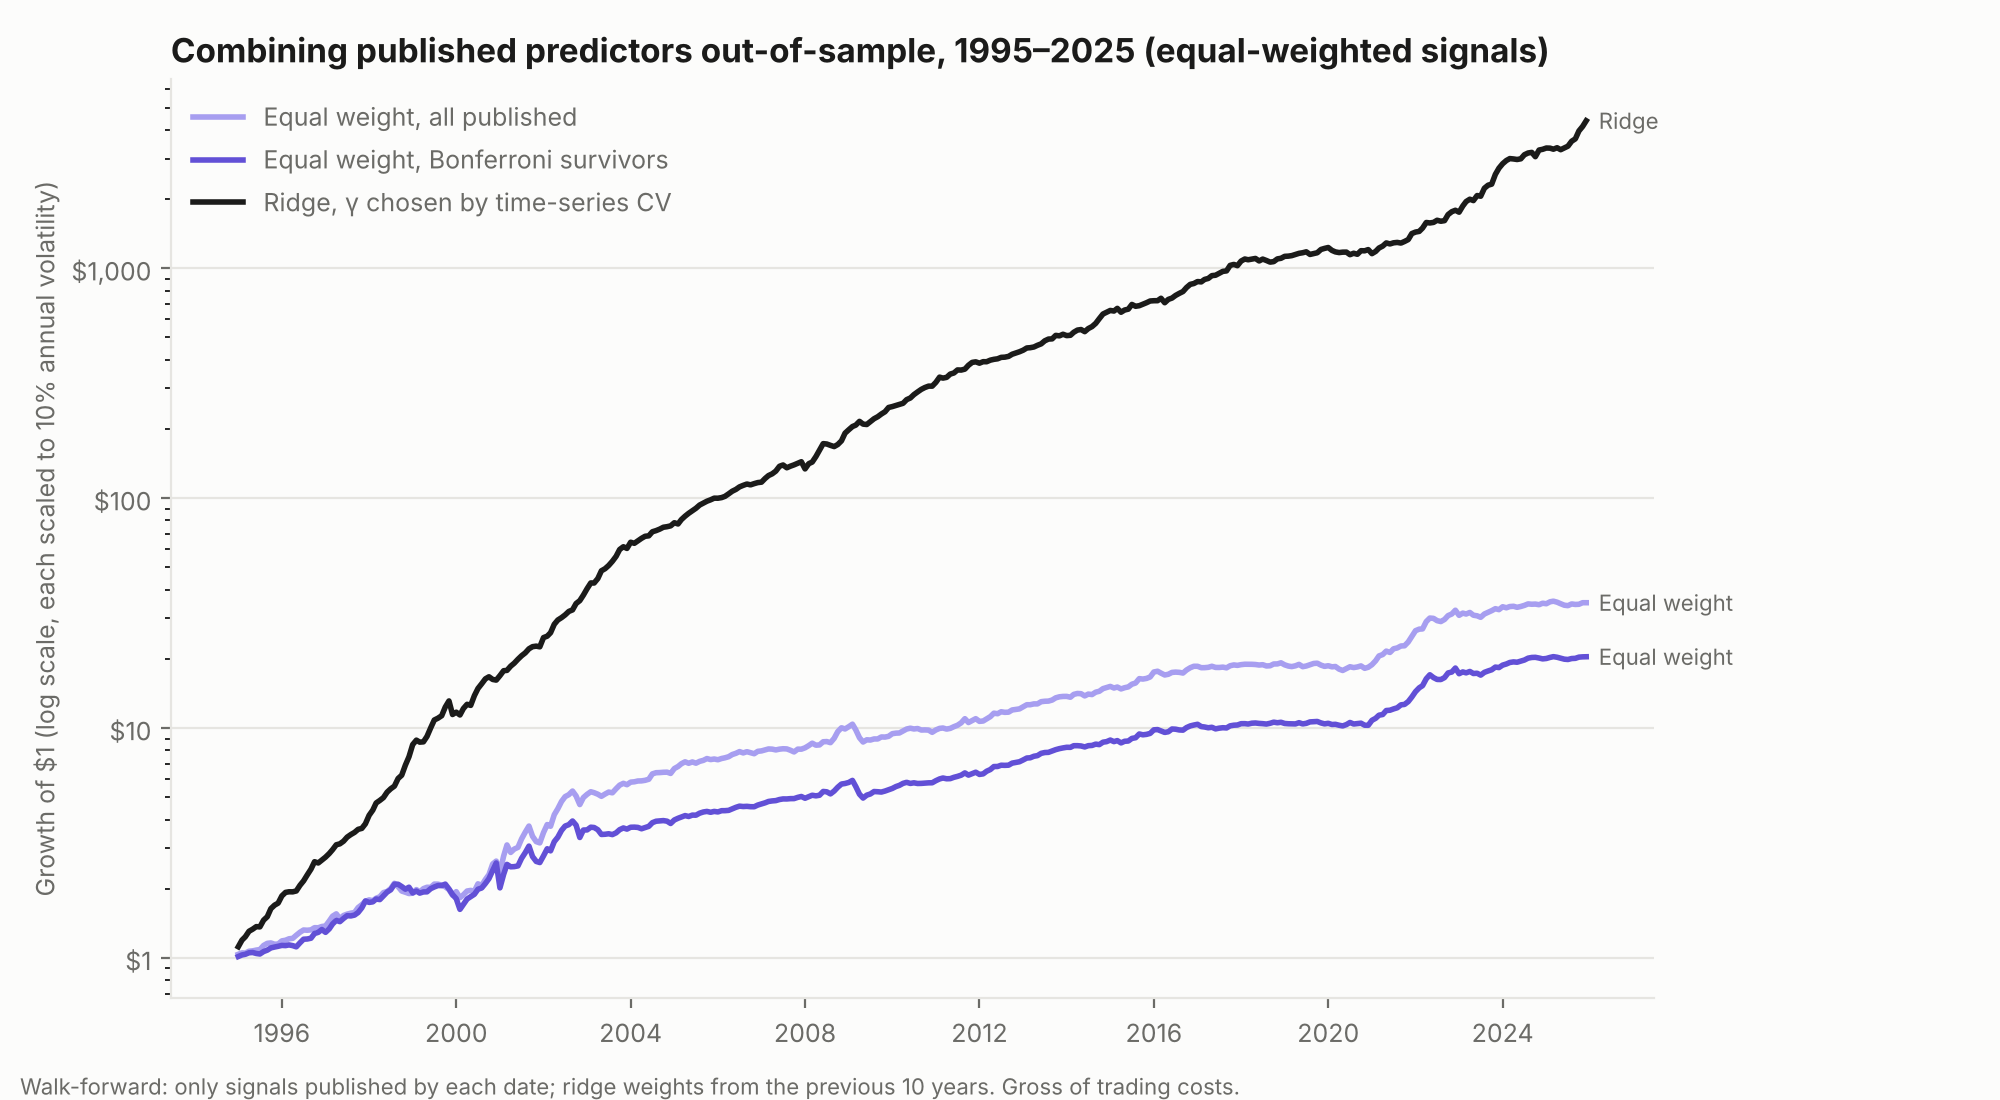 Combining published predictors out-of-sample, 1995–2025 (equal-weighted signals)
Equal weight, all published
Equal weight, Bonferroni survivors
Ridge, γ chosen by time-series CV
Growth of $1 (log scale, each scaled to 10% annual volatility)
$1,000
$100
$10
$1
Ridge
Equal weight
Equal weight
1996
2000
2004
2008
2012
2016
2020
2024
Walk-forward: only signals published by each date; ridge weights from the previous 10 years. Gross of trading costs.